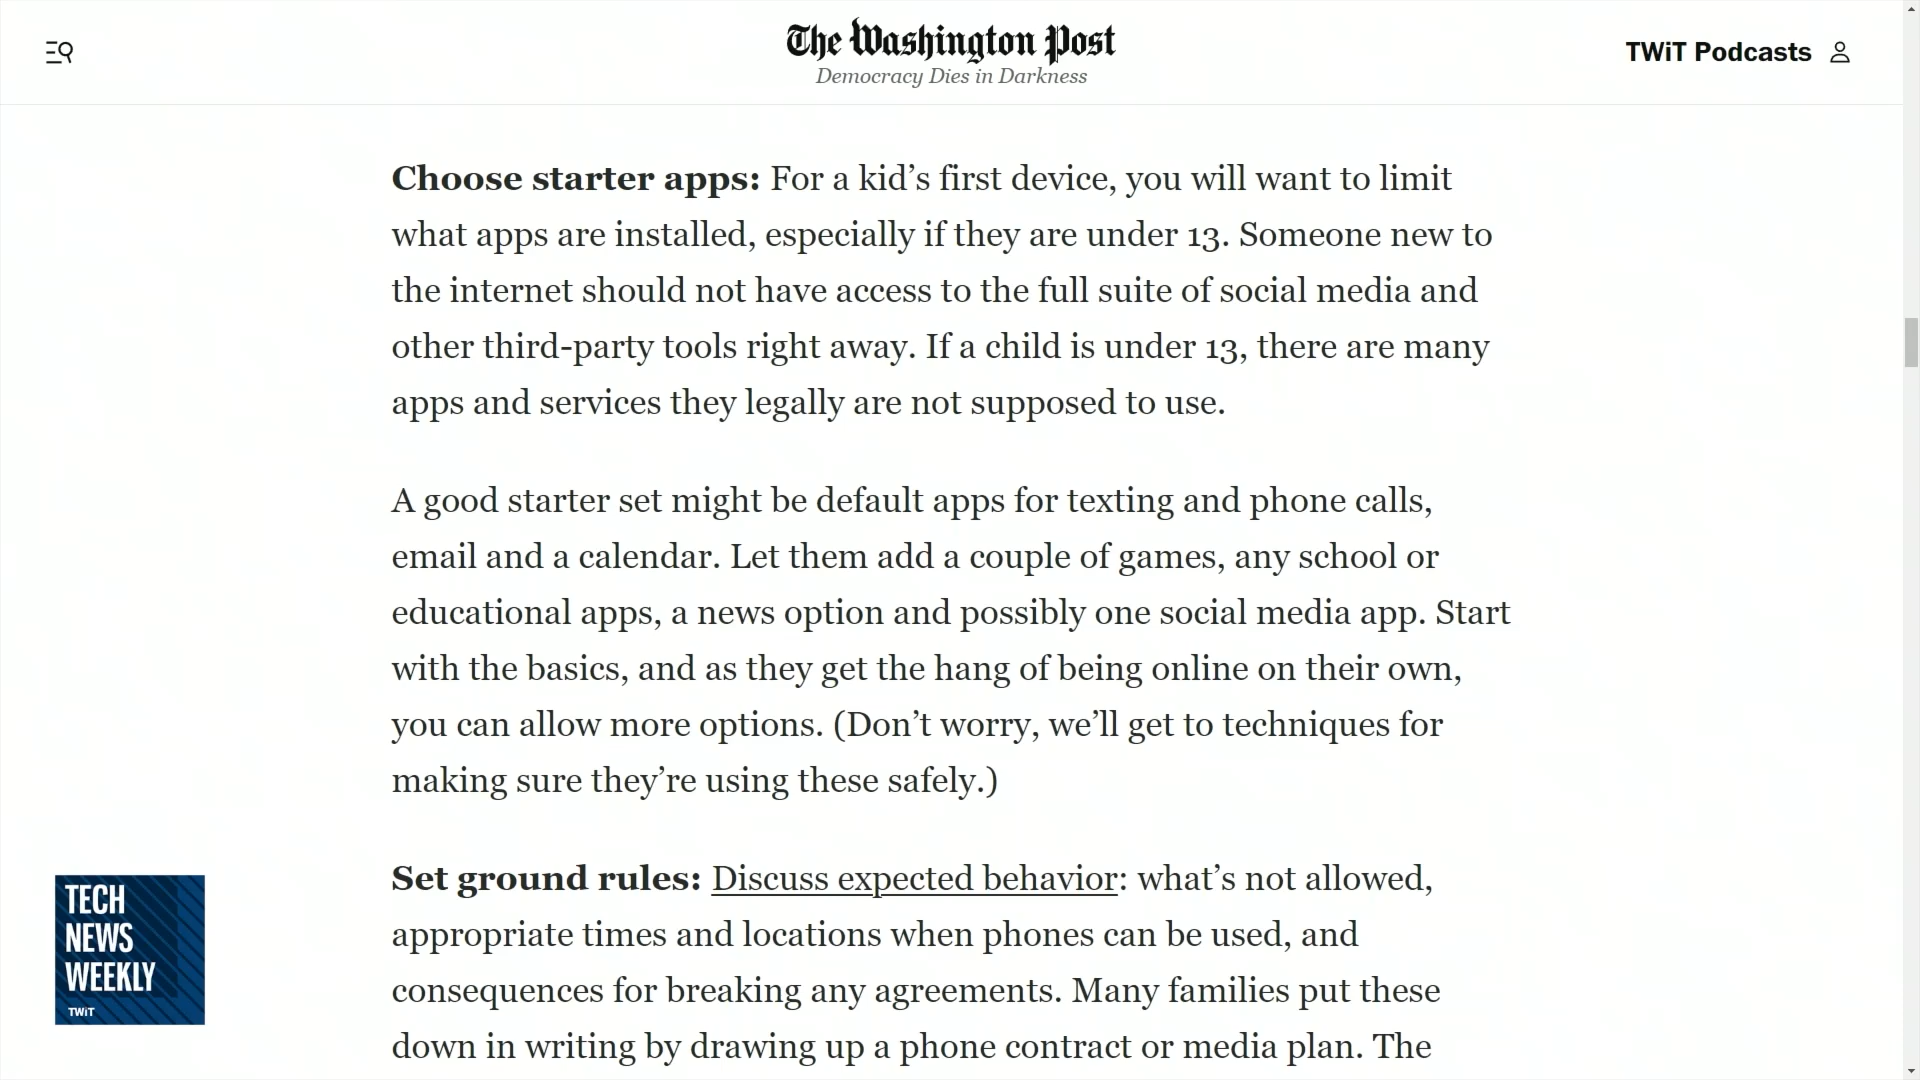 The Washington Post
Democracy Dies in Darkness
TWiT Podcasts
Choose starter apps: For a kid’s first device, you will want to limit
what apps are installed, especially if they are under 13. Someone new to
the internet should not have access to the full suite of social media and
other third-party tools right away. If a child is under 13, there are many
apps and services they legally are not supposed to use.
A good starter set might be default apps for texting and phone calls,
email and a calendar. Let them add a couple of games, any school or
educational apps, a news option and possibly one social media app. Start
with the basics, and as they get the hang of being online on their own,
you can allow more options. (Don’t worry, we’ll get to techniques for
making sure they’re using these safely.)
Set ground rules: Discuss expected behavior: what’s not allowed,
appropriate times and locations when phones can be used, and
consequences for breaking any agreements. Many families put these
down in writing by drawing up a phone contract or media plan. The
TECH
NEWS
WEEKLY
TWiT